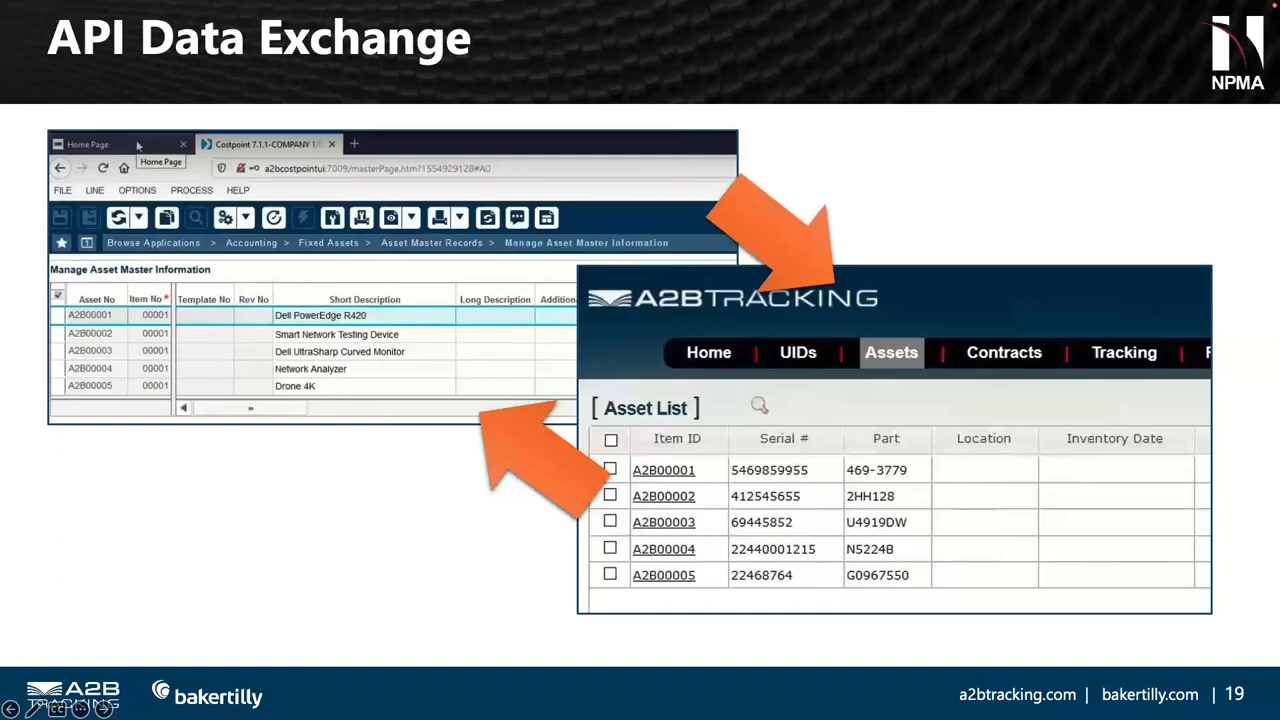 API Data Exchange
NPMA
Home Page
Costpoint 7.1.1-COMPANY 1/
Home Page
a2bcostpointui:7009/masterPage.htm?1554929128#A0
FILE LINE OPTIONS PROCESS HELP
Browse Applications > Accounting > Fixed Assets > Asset Master Records > Manage Asset Master Information
Manage Asset Master Information
Asset No Item No * Template No Rev No Short Description Long Description Additiona
A2B00001 00001 Dell PowerEdge R420
A2B00002 00001 Smart Network Testing Device
A2B00003 00001 Dell UltraSharp Curved Monitor
A2B00004 00001 Network Analyzer
A2B00005 00001 Drone 4K
A2BTRACKING
Home | UIDs | Assets | Contracts | Tracking |
[ Asset List ]
Item ID Serial # Part Location Inventory Date
A2B00001 5469859955 469-3779
A2B00002 412545655 2HH128
A2B00003 69445852 U4919DW
A2B00004 22440001215 N5224B
A2B00005 22468764 G0967550
A2B TRACKING
bakertilly
a2btracking.com | bakertilly.com | 19